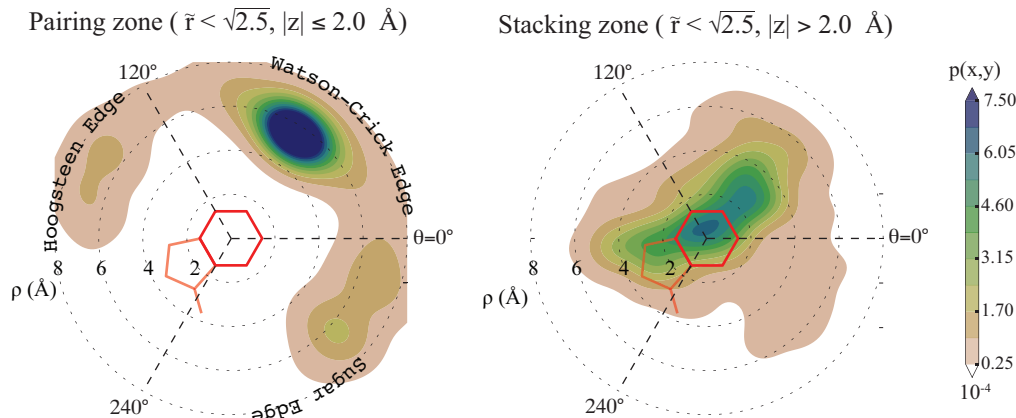 Pairing zone ( r̃ < √2.5, |z| ≤ 2.0 Å)
Stacking zone ( r̃ < √2.5, |z| > 2.0 Å)
120°
Watson-Crick Edge
Hoogsteen Edge
Sugar Edge
θ=0°
8 6 4 2
ρ (Å)
240°
120°
θ=0°
8 6 4 2
ρ (Å)
240°
p(x,y)
7.50
6.05
4.60
3.15
1.70
0.25
10⁻⁴